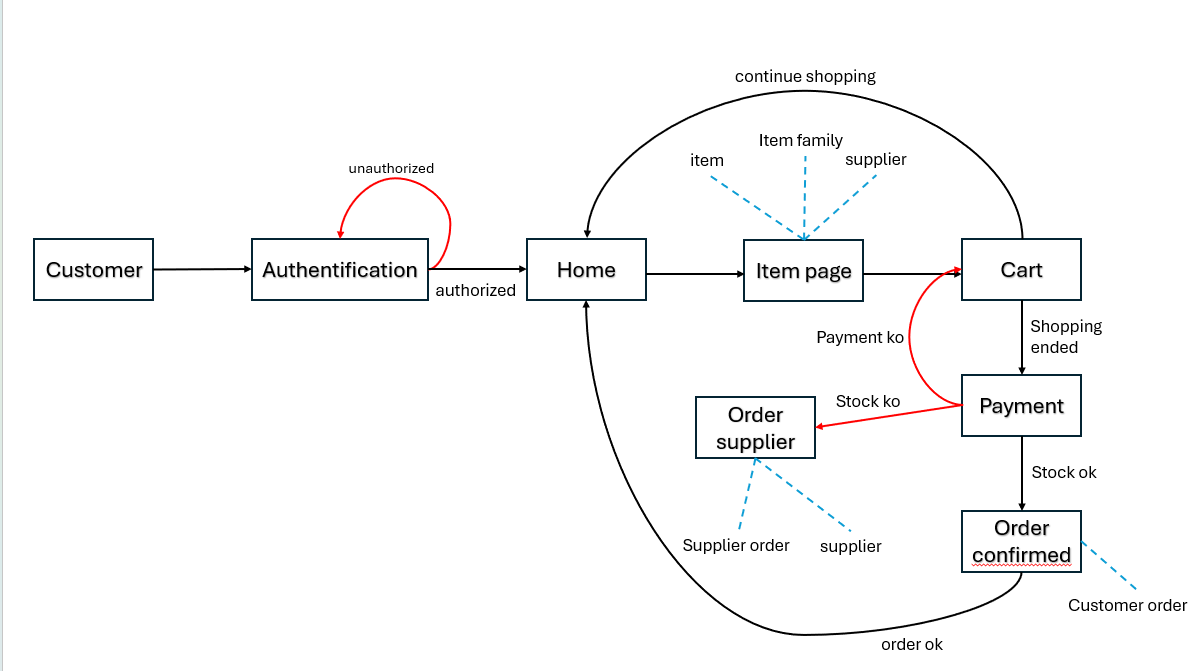 continue shopping
Item family
item
supplier
unauthorized
Customer
Authentification
authorized
Home
Item page
Cart
Shopping
ended
Payment ko
Stock ko
Payment
Order
supplier
Stock ok
Supplier order
supplier
Order
confirmed
Customer order
order ok